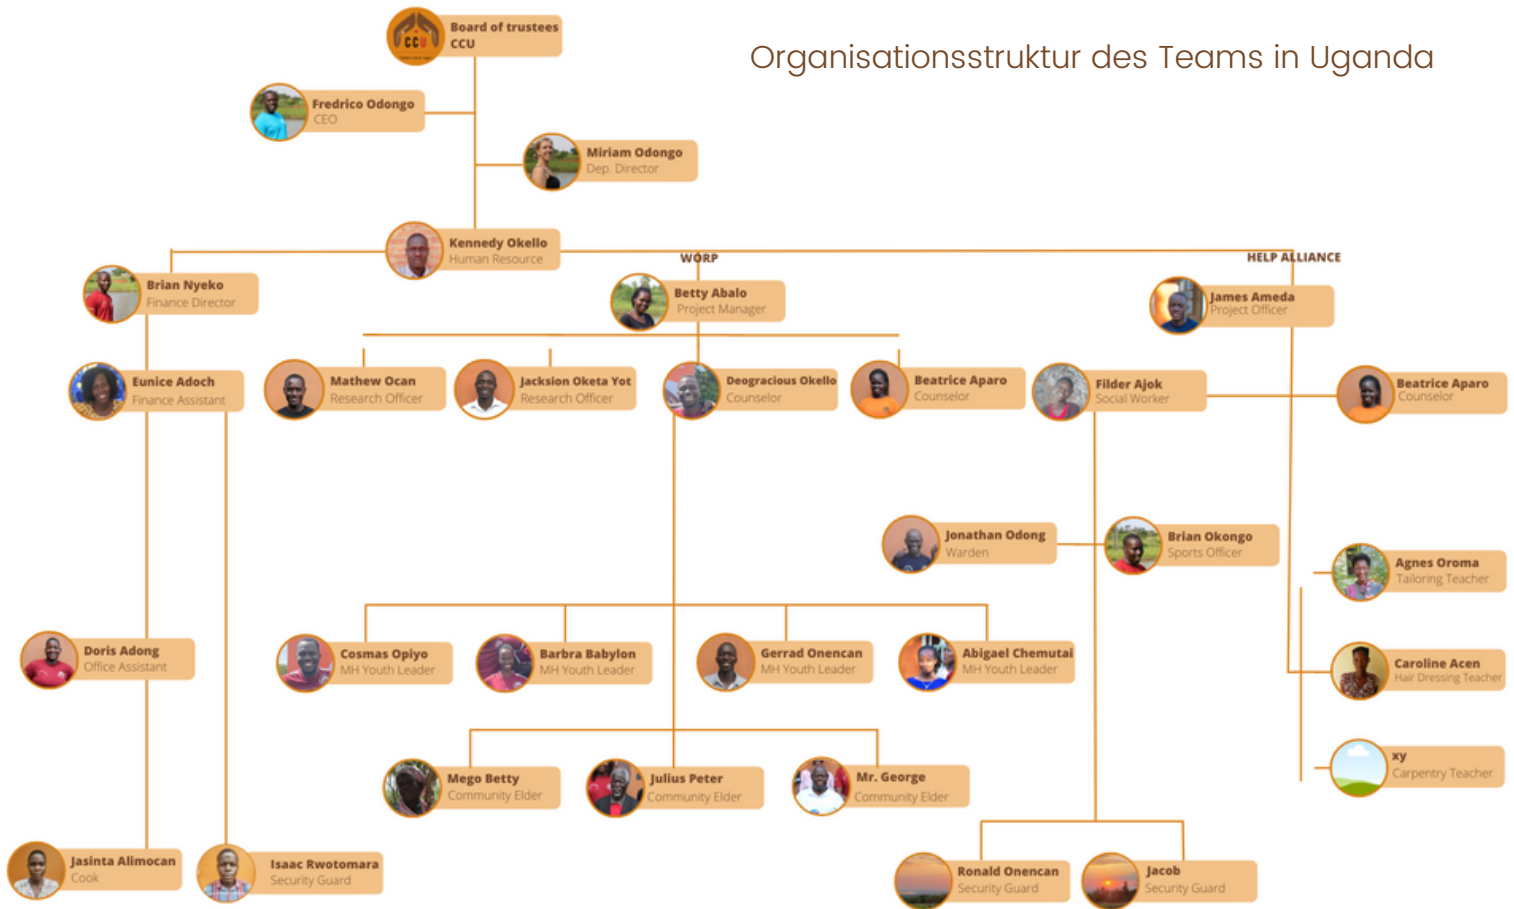 Board of trustees
CCU
CCU
Organisationsstruktur des Teams in Uganda
Fredrico Odongo
CEO
Miriam Odongo
Dep. Director
Kennedy Okello
Human Resource
WORP
HELP ALLIANCE
Brian Nyeko
Finance Director
Betty Abalo
Project Manager
James Ameda
Project Officer
Eunice Adoch
Finance Assistant
Mathew Ocan
Research Officer
Jacksion Oketa Yot
Research Officer
Deogracious Okello
Counselor
Beatrice Aparo
Counselor
Filder Ajok
Social Worker
Beatrice Aparo
Counselor
Jonathan Odong
Warden
Brian Okongo
Sports Officer
Agnes Oroma
Tailoring Teacher
Doris Adong
Office Assistant
Cosmas Opiyo
MH Youth Leader
Barbra Babylon
MH Youth Leader
Gerrad Onencan
MH Youth Leader
Abigael Chemutai
MH Youth Leader
Caroline Acen
Hair Dressing Teacher
Mego Betty
Community Elder
Julius Peter
Community Elder
Mr. George
Community Elder
xy
Carpentry Teacher
Jasinta Alimocan
Cook
Isaac Rwotomara
Security Guard
Ronald Onencan
Security Guard
Jacob
Security Guard